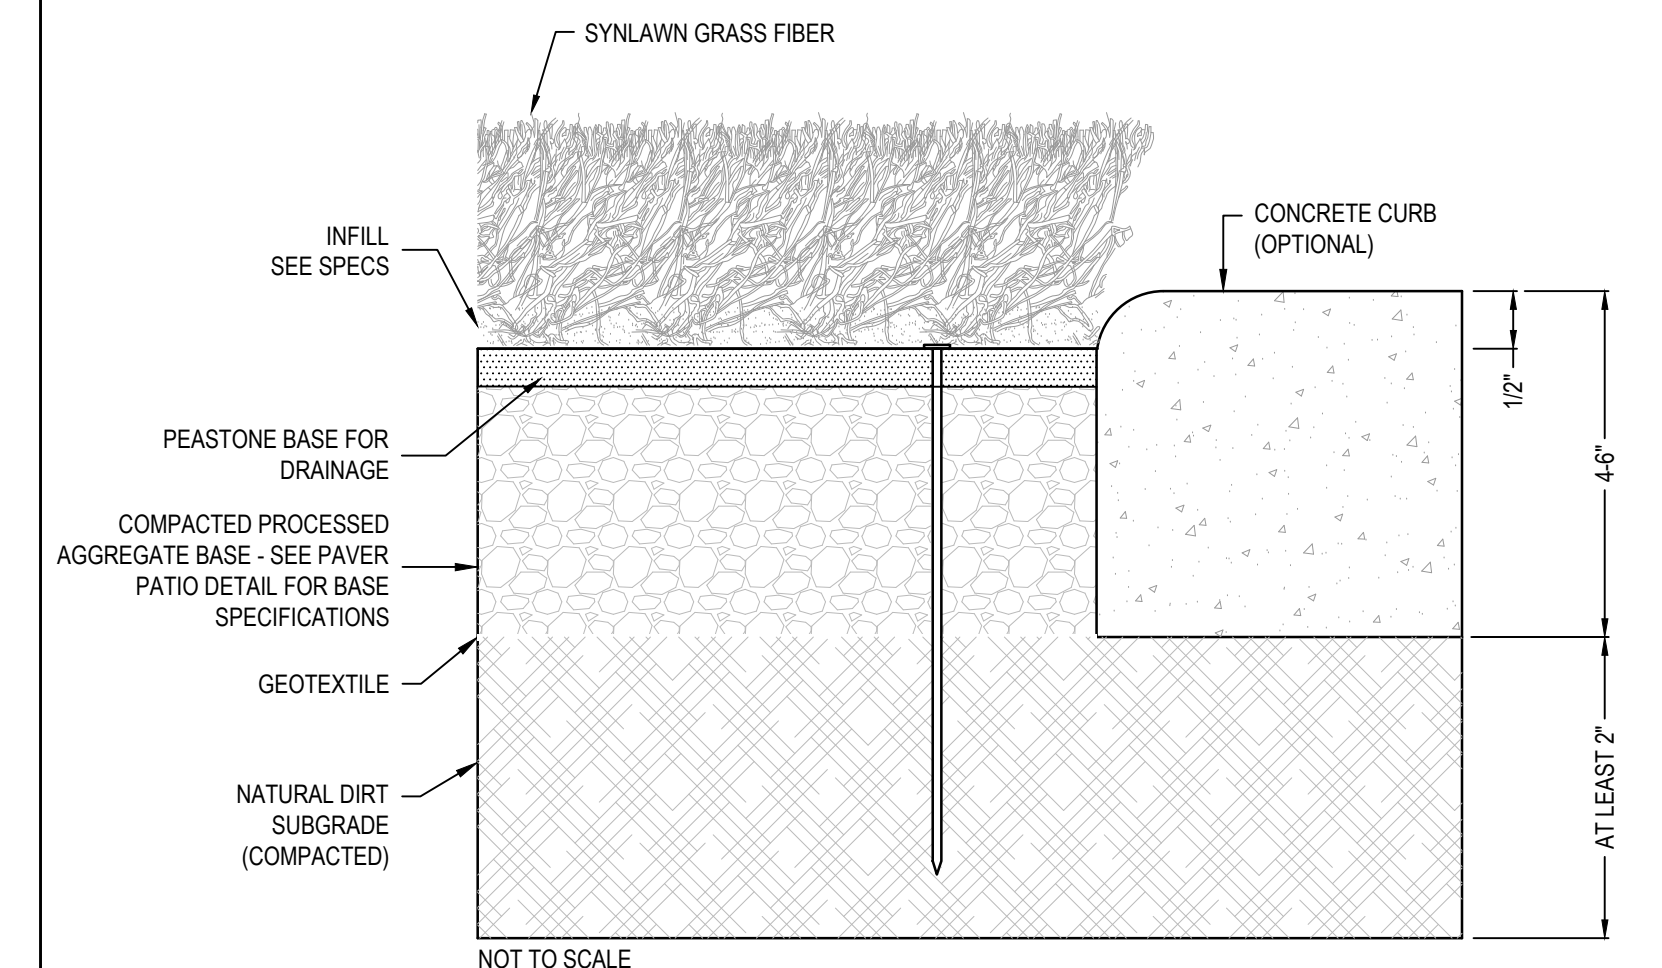 SYNLAWN GRASS FIBER
CONCRETE CURB
(OPTIONAL)
INFILL
SEE SPECS
1/2"
4-6"
PEASTONE BASE FOR
DRAINAGE
COMPACTED PROCESSED
AGGREGATE BASE - SEE PAVER
PATIO DETAIL FOR BASE
SPECIFICATIONS
GEOTEXTILE
NATURAL DIRT
SUBGRADE
(COMPACTED)
AT LEAST 2"
NOT TO SCALE